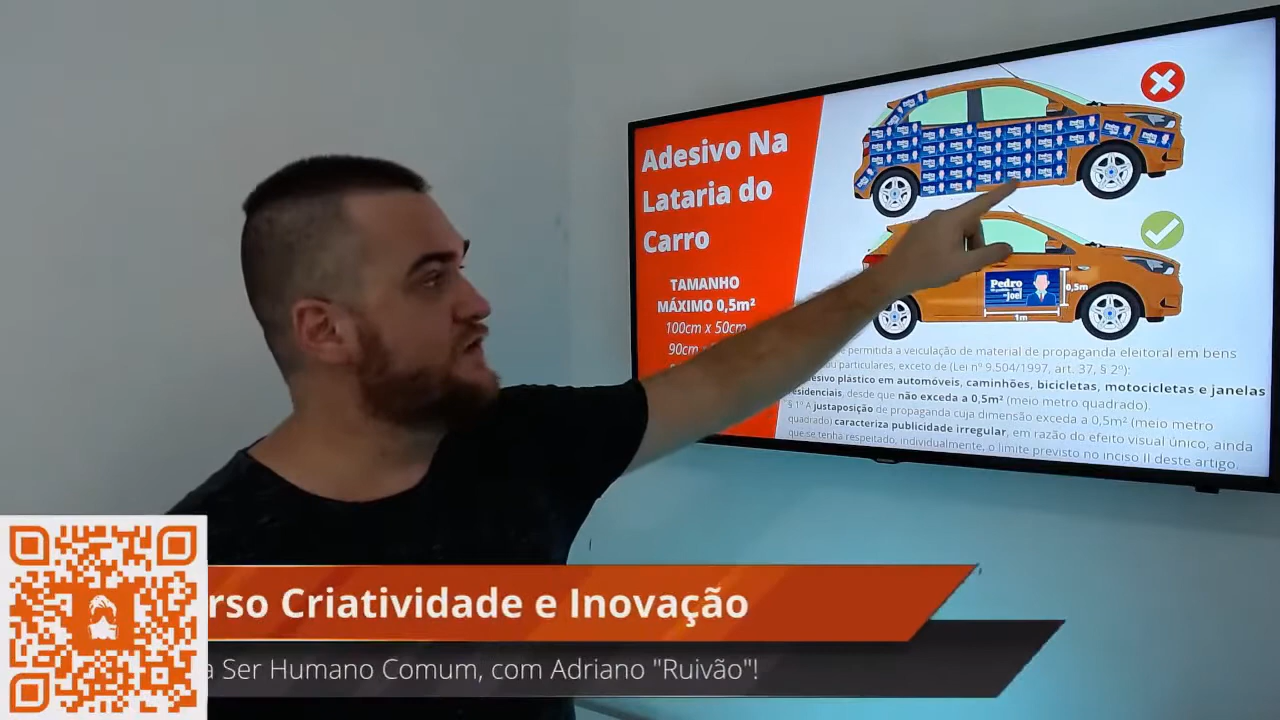 Adesivo Na
Lataria do
Carro
TAMANHO
MÁXIMO 0,5m²
100cm x 50cm
90cm
Pedro
Joel
0,5m
1m
é permitida a veiculação de material de propaganda eleitoral em bens
ou particulares, exceto de (Lei nº 9.504/1997, art. 37, § 2º):
adesivo plástico em automóveis, caminhões, bicicletas, motocicletas e janelas
residenciais, desde que não exceda a 0,5m² (meio metro quadrado).
§ 1º A justaposição de propaganda cuja dimensão exceda a 0,5m² (meio metro
quadrado) caracteriza publicidade irregular, em razão do efeito visual único, ainda
que se tenha respeitado, individualmente, o limite previsto no inciso II deste artigo.
rso Criatividade e Inovação
a Ser Humano Comum, com Adriano "Ruivão"!